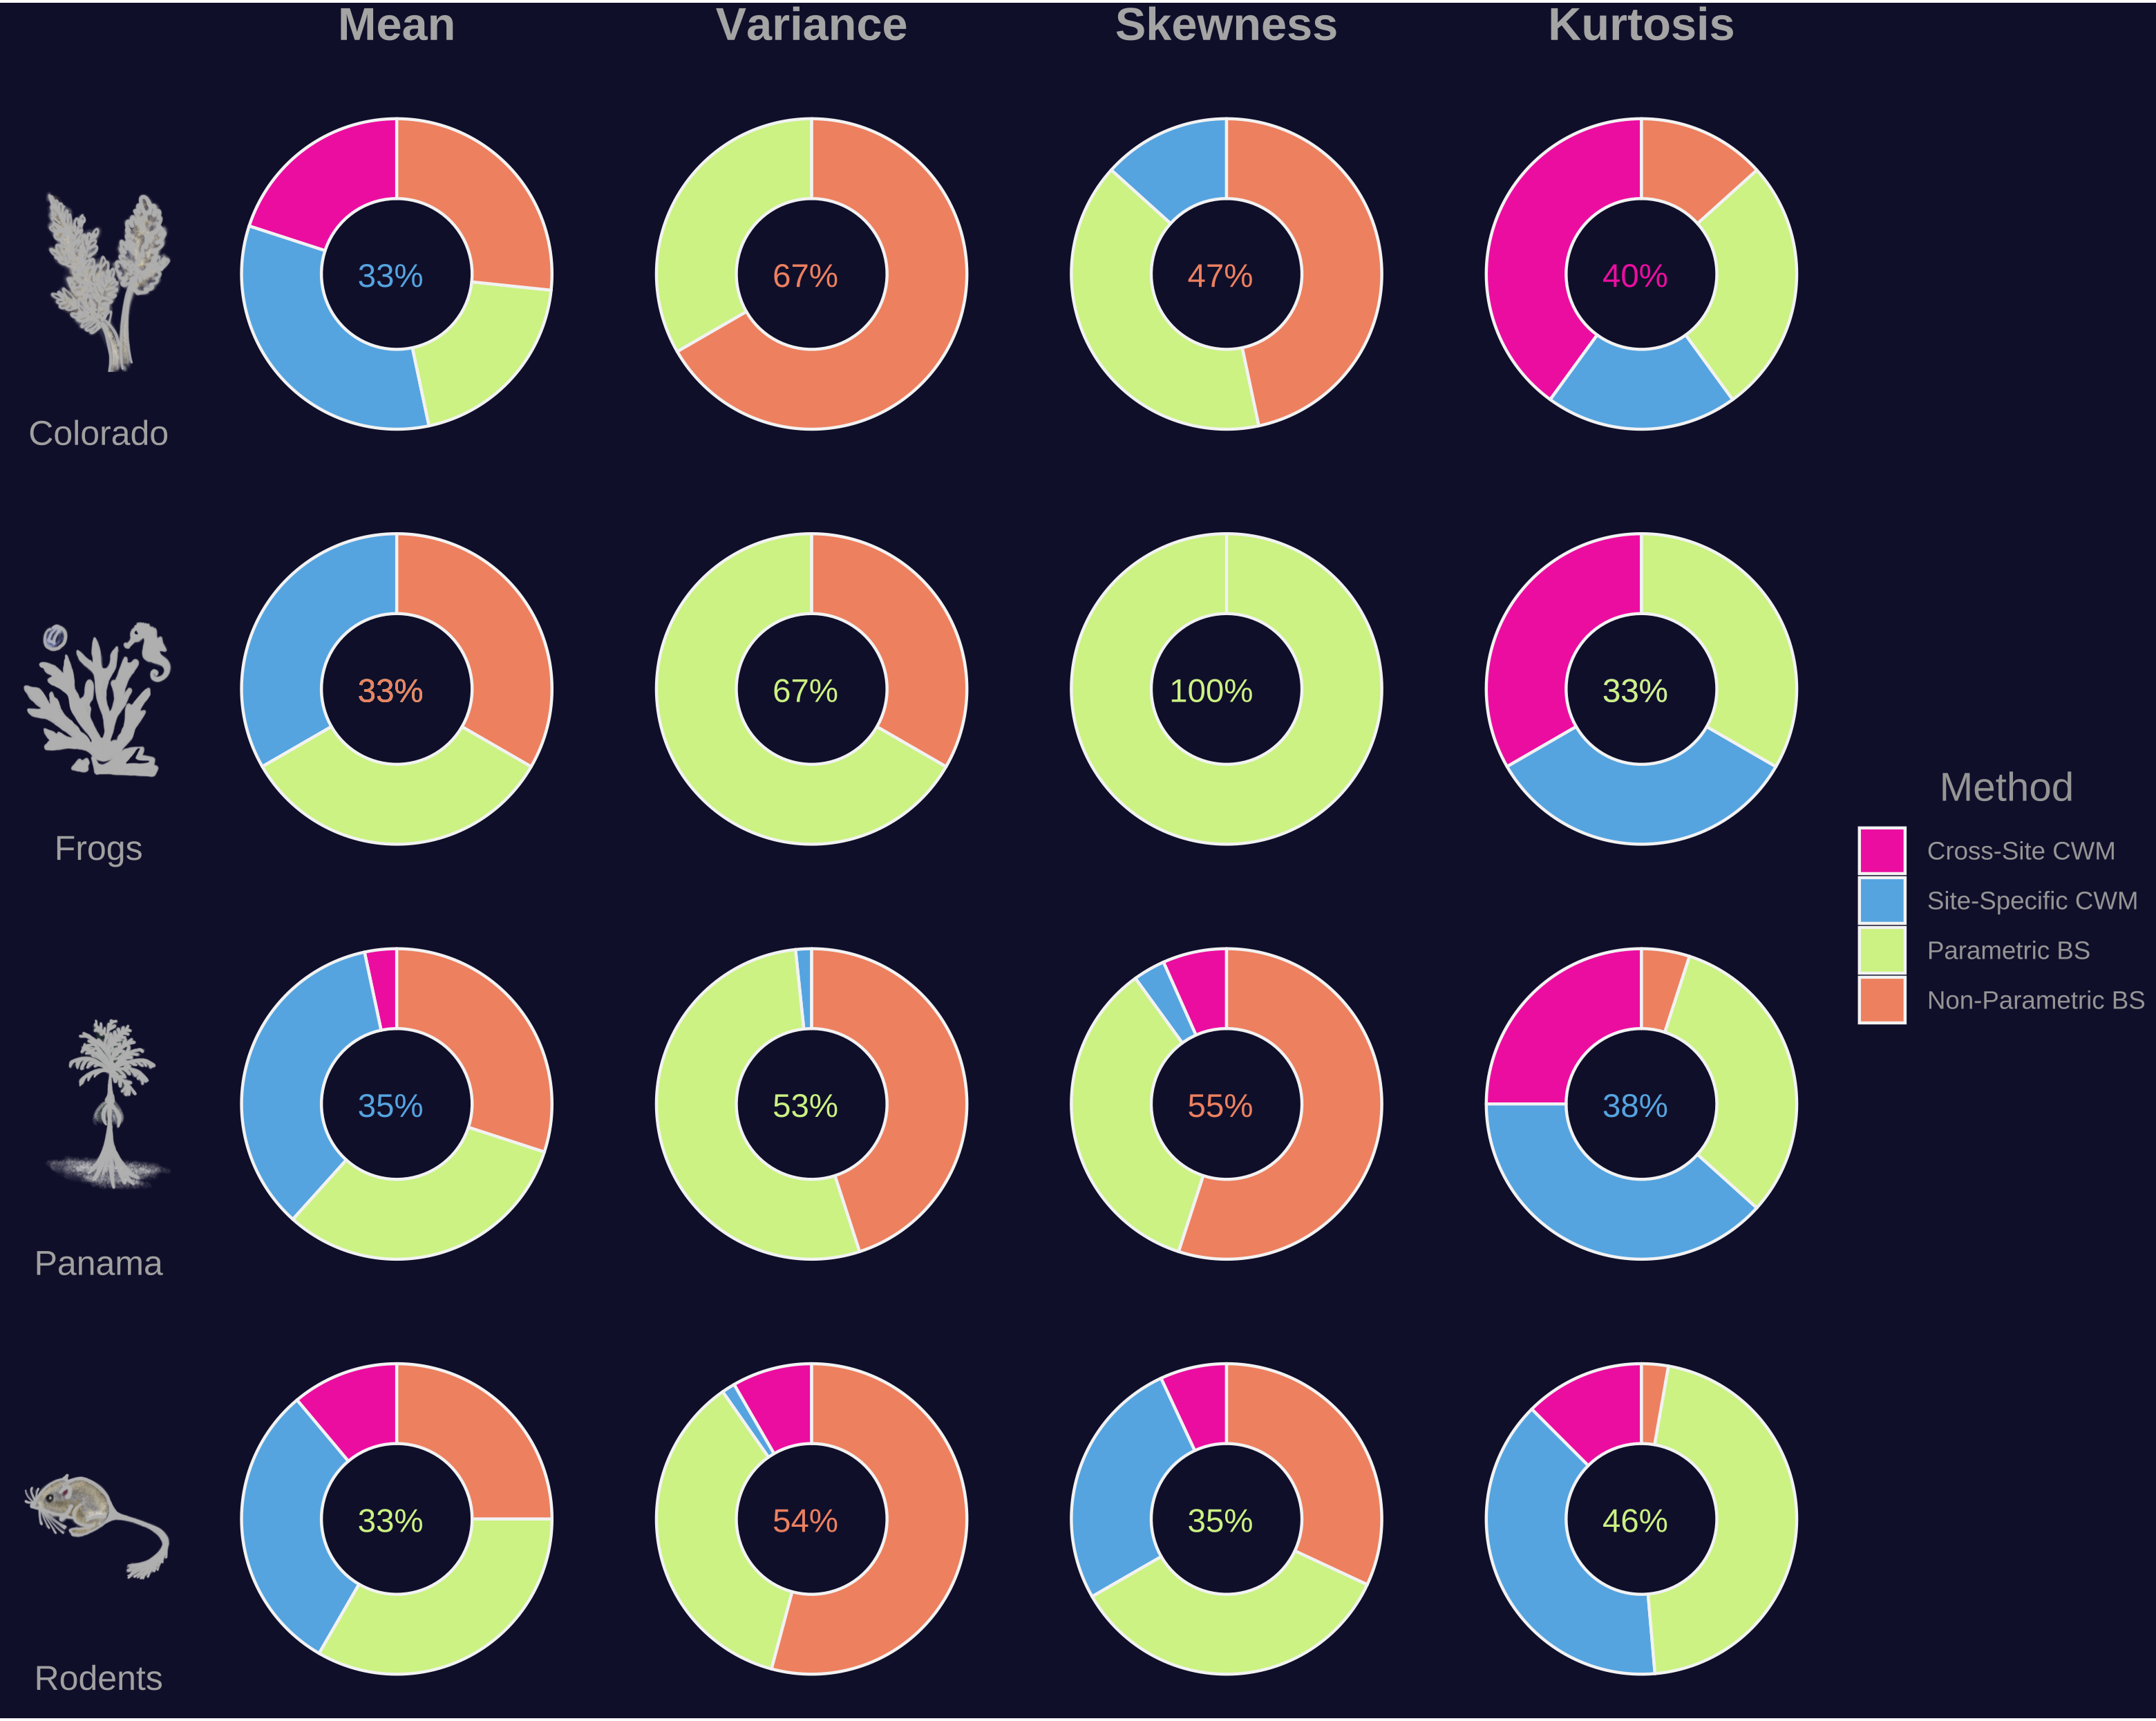 Mean Variance Skewness Kurtosis
33% 67% 47% 40%
Colorado
33% 67% 100% 33%
Frogs
Method
Cross-Site CWM
Site-Specific CWM
Parametric BS
Non-Parametric BS
35% 53% 55% 38%
Panama
33% 54% 35% 46%
Rodents